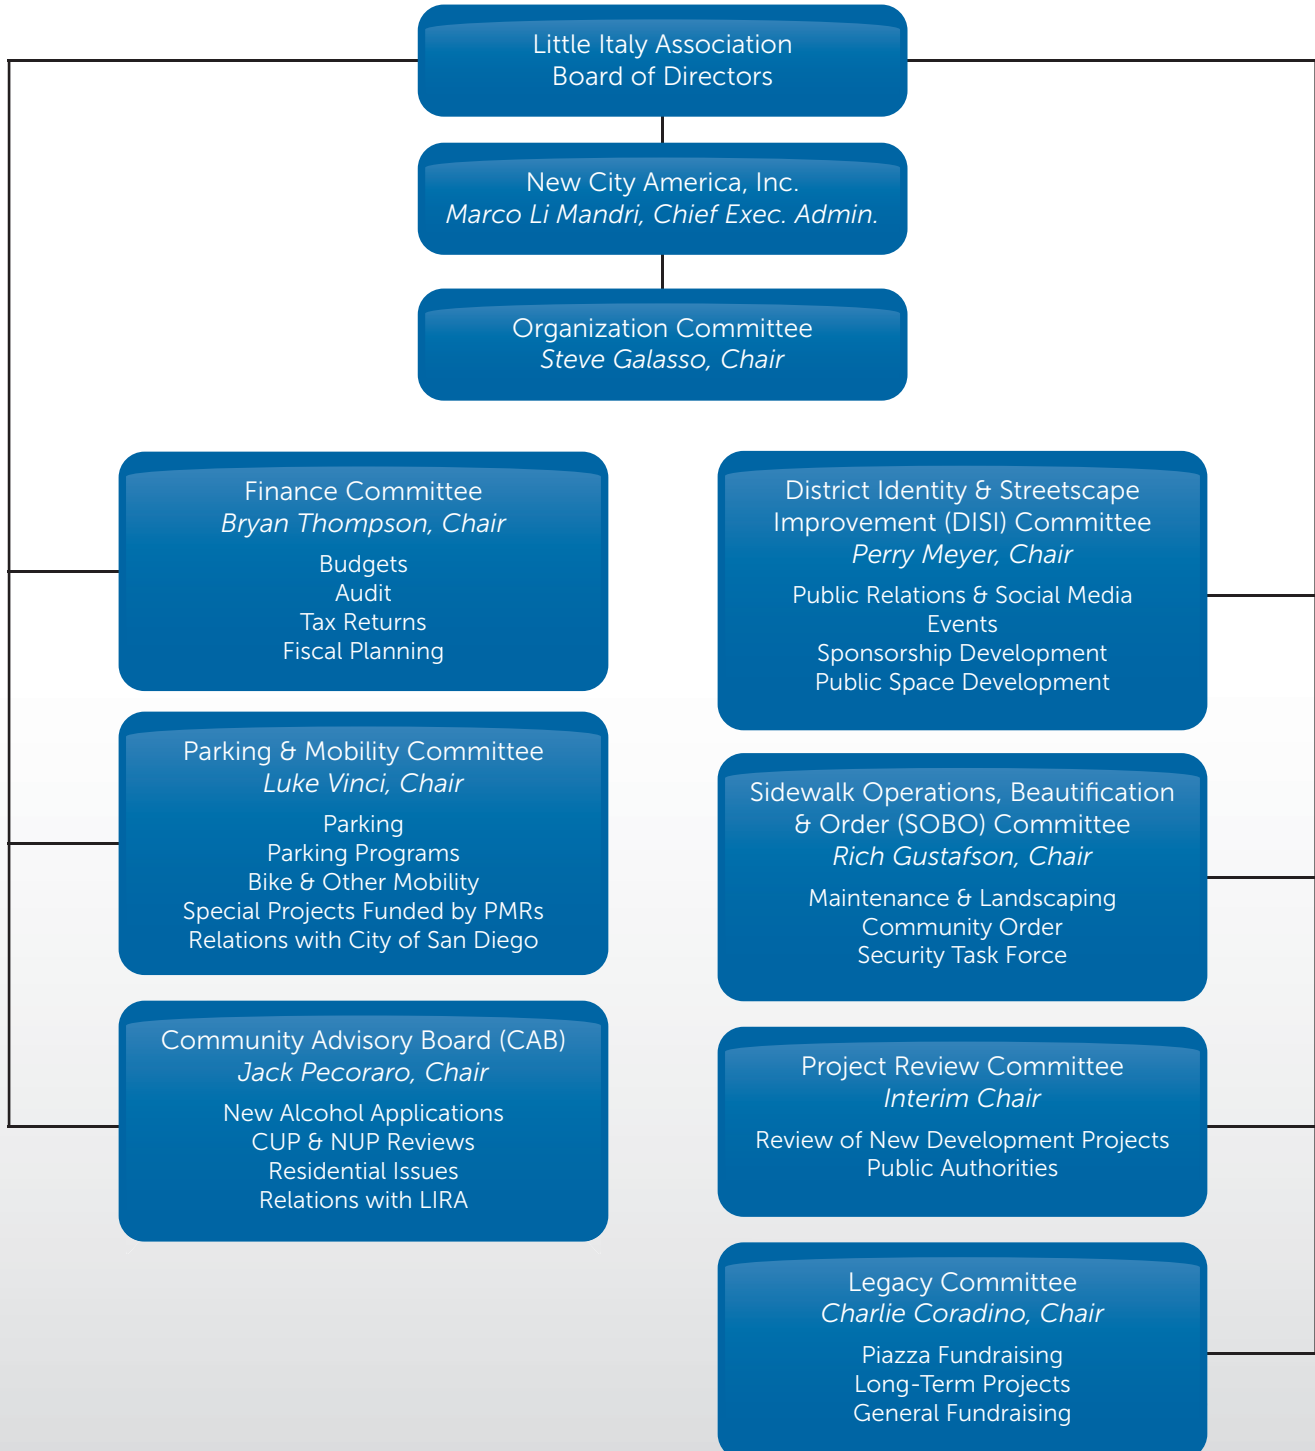 Little Italy Association
Board of Directors
New City America, Inc.
Marco Li Mandri, Chief Exec. Admin.
Organization Committee
Steve Galasso, Chair
Finance Committee
Bryan Thompson, Chair
Budgets
Audit
Tax Returns
Fiscal Planning
Parking & Mobility Committee
Luke Vinci, Chair
Parking
Parking Programs
Bike & Other Mobility
Special Projects Funded by PMRs
Relations with City of San Diego
Community Advisory Board (CAB)
Jack Pecoraro, Chair
New Alcohol Applications
CUP & NUP Reviews
Residential Issues
Relations with LIRA
District Identity & Streetscape
Improvement (DISI) Committee
Perry Meyer, Chair
Public Relations & Social Media
Events
Sponsorship Development
Public Space Development
Sidewalk Operations, Beautification
& Order (SOBO) Committee
Rich Gustafson, Chair
Maintenance & Landscaping
Community Order
Security Task Force
Project Review Committee
Interim Chair
Review of New Development Projects
Public Authorities
Legacy Committee
Charlie Coradino, Chair
Piazza Fundraising
Long-Term Projects
General Fundraising